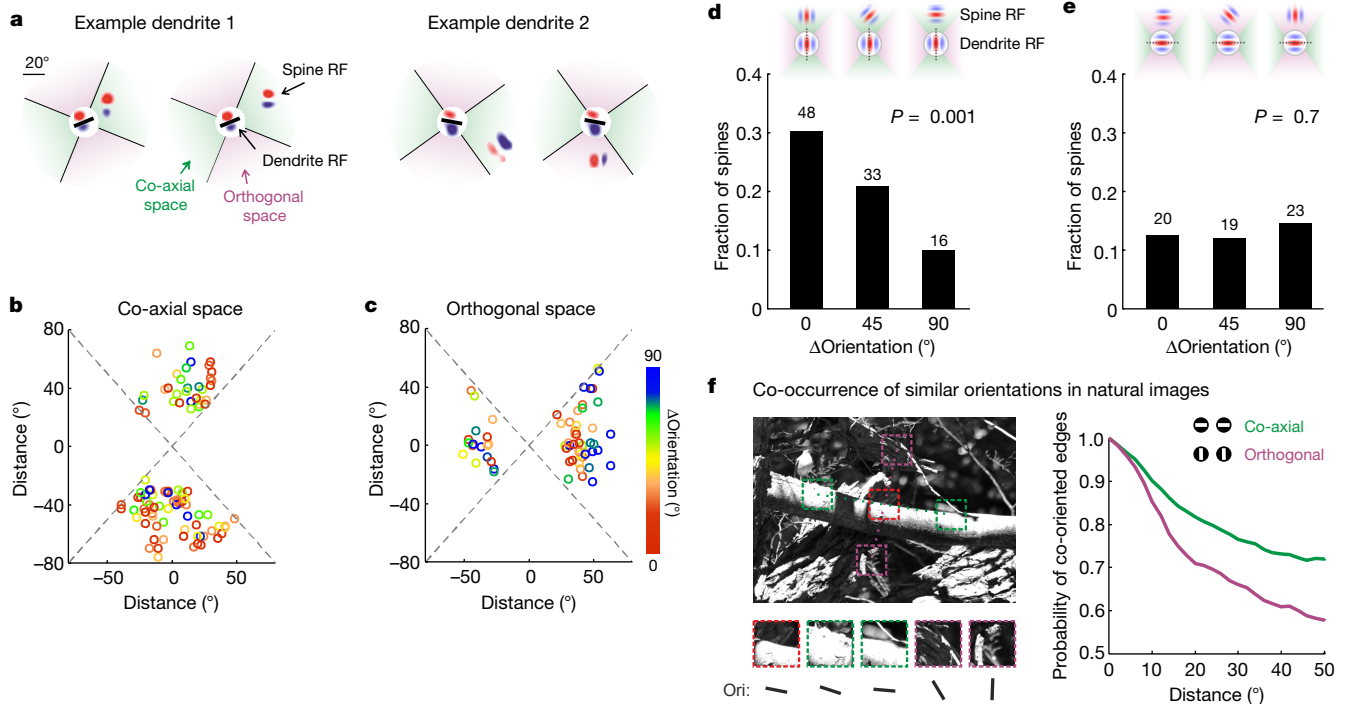 a
Example dendrite 1
Example dendrite 2
20°
Spine RF
Dendrite RF
Co-axial
space
Orthogonal
space
b
Co-axial space
80
40
0
−40
−80
Distance (°)
−50
0
50
Distance (°)
c
Orthogonal space
80
40
0
−40
−80
Distance (°)
−50
0
50
Distance (°)
90
ΔOrientation (°)
0
d
Spine RF
Dendrite RF
0.4
0.3
0.2
0.1
0
Fraction of spines
P = 0.001
48
33
16
0
45
90
ΔOrientation (°)
e
0.4
0.3
0.2
0.1
0
Fraction of spines
P = 0.7
20
19
23
0
45
90
ΔOrientation (°)
f
Co-occurrence of similar orientations in natural images
Ori:
Probability of co-oriented edges
1.0
0.9
0.8
0.7
0.6
0.5
Co-axial
Orthogonal
0
10
20
30
40
50
Distance (°)